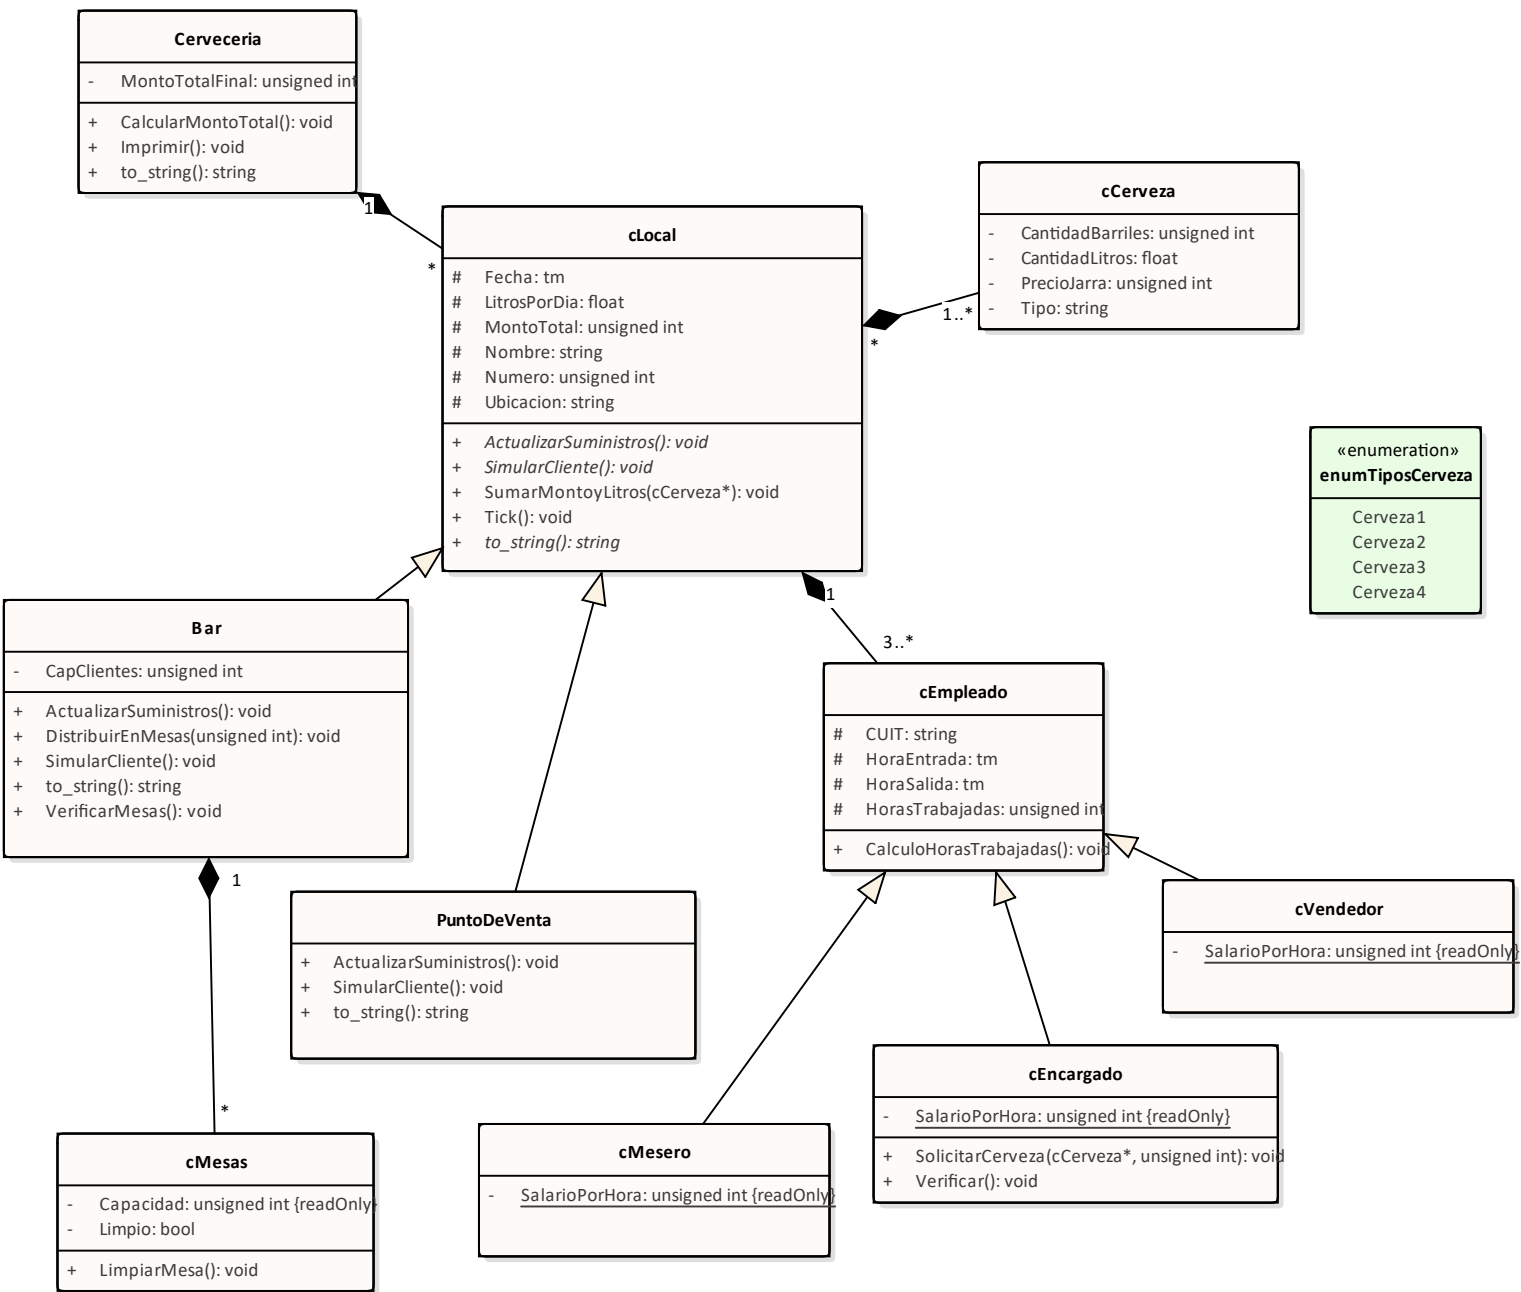 Cerveceria
- MontoTotalFinal: unsigned int
+ CalcularMontoTotal(): void
+ Imprimir(): void
+ to_string(): string
1
*
cLocal
# Fecha: tm
# LitrosPorDia: float
# MontoTotal: unsigned int
# Nombre: string
# Numero: unsigned int
# Ubicacion: string
+ ActualizarSuministros(): void
+ SimularCliente(): void
+ SumarMontoyLitros(cCerveza*): void
+ Tick(): void
+ to_string(): string
cCerveza
- CantidadBarriles: unsigned int
- CantidadLitros: float
- PrecioJarra: unsigned int
- Tipo: string
1..*
*
«enumeration»
enumTiposCerveza
Cerveza1
Cerveza2
Cerveza3
Cerveza4
1
3..*
Bar
- CapClientes: unsigned int
+ ActualizarSuministros(): void
+ DistribuirEnMesas(unsigned int): void
+ SimularCliente(): void
+ to_string(): string
+ VerificarMesas(): void
1
*
cEmpleado
# CUIT: string
# HoraEntrada: tm
# HoraSalida: tm
# HorasTrabajadas: unsigned int
+ CalculoHorasTrabajadas(): void
PuntoDeVenta
+ ActualizarSuministros(): void
+ SimularCliente(): void
+ to_string(): string
cVendedor
- SalarioPorHora: unsigned int {readOnly}
cEncargado
- SalarioPorHora: unsigned int {readOnly}
+ SolicitarCerveza(cCerveza*, unsigned int): void
+ Verificar(): void
cMesero
- SalarioPorHora: unsigned int {readOnly}
cMesas
- Capacidad: unsigned int {readOnly}
- Limpio: bool
+ LimpiarMesa(): void